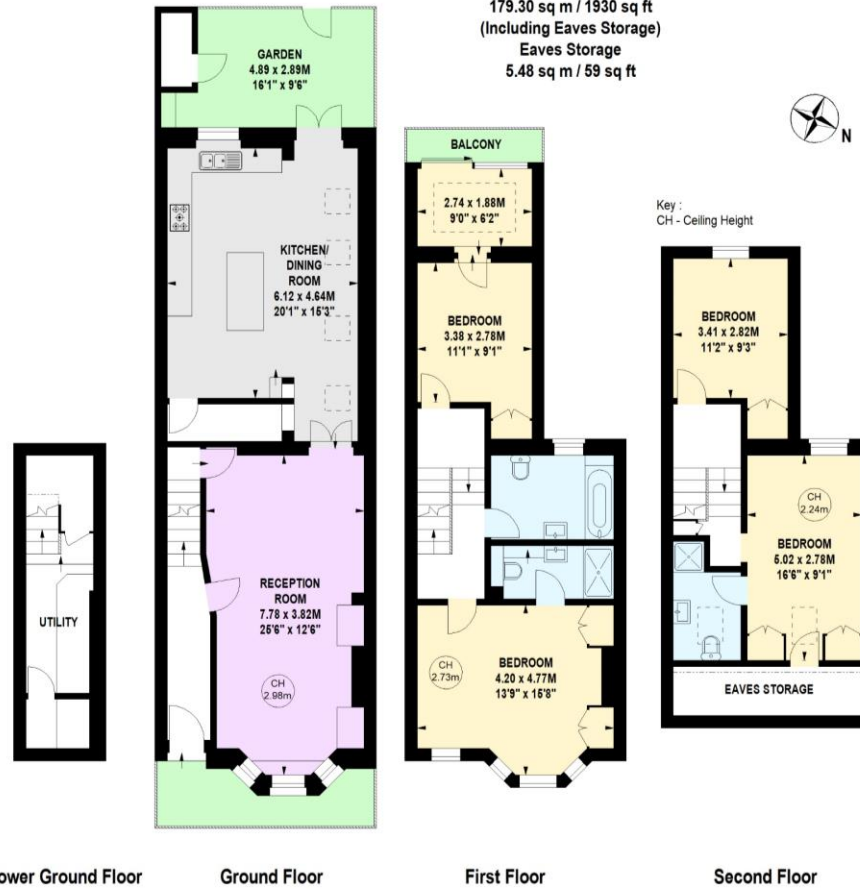 179.30 sq m / 1930 sq ft
(Including Eaves Storage)
Eaves Storage
5.48 sq m / 59 sq ft
N
Key :
CH - Ceiling Height
GARDEN
4.89 x 2.89M
16'1" x 9'6"
KITCHEN/
DINING
ROOM
6.12 x 4.64M
20'1" x 15'3"
RECEPTION
ROOM
7.78 x 3.82M
25'6" x 12'6"
CH
2.98m
UTILITY
BALCONY
2.74 x 1.88M
9'0" x 6'2"
BEDROOM
3.38 x 2.78M
11'1" x 9'1"
CH
2.73m
BEDROOM
4.20 x 4.77M
13'9" x 15'8"
BEDROOM
3.41 x 2.82M
11'2" x 9'3"
CH
2.24m
BEDROOM
5.02 x 2.78M
16'6" x 9'1"
EAVES STORAGE
ower Ground Floor
Ground Floor
First Floor
Second Floor